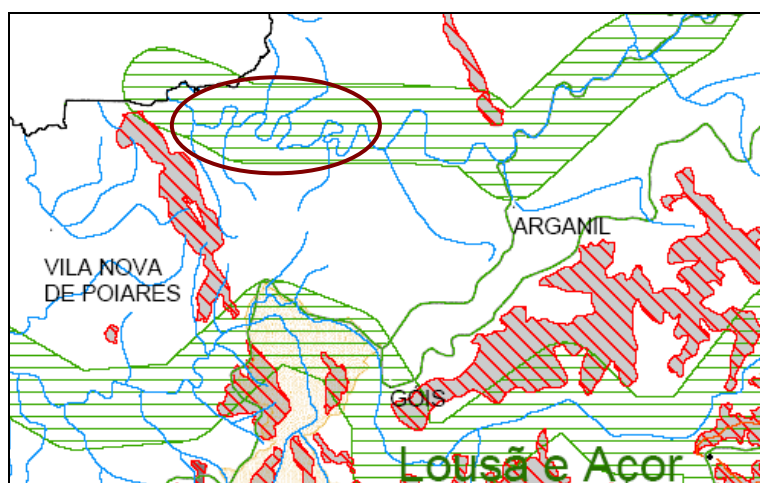 ARGANIL
VILA NOVA
DE POIARES
GÓIS
Lousã e Açor